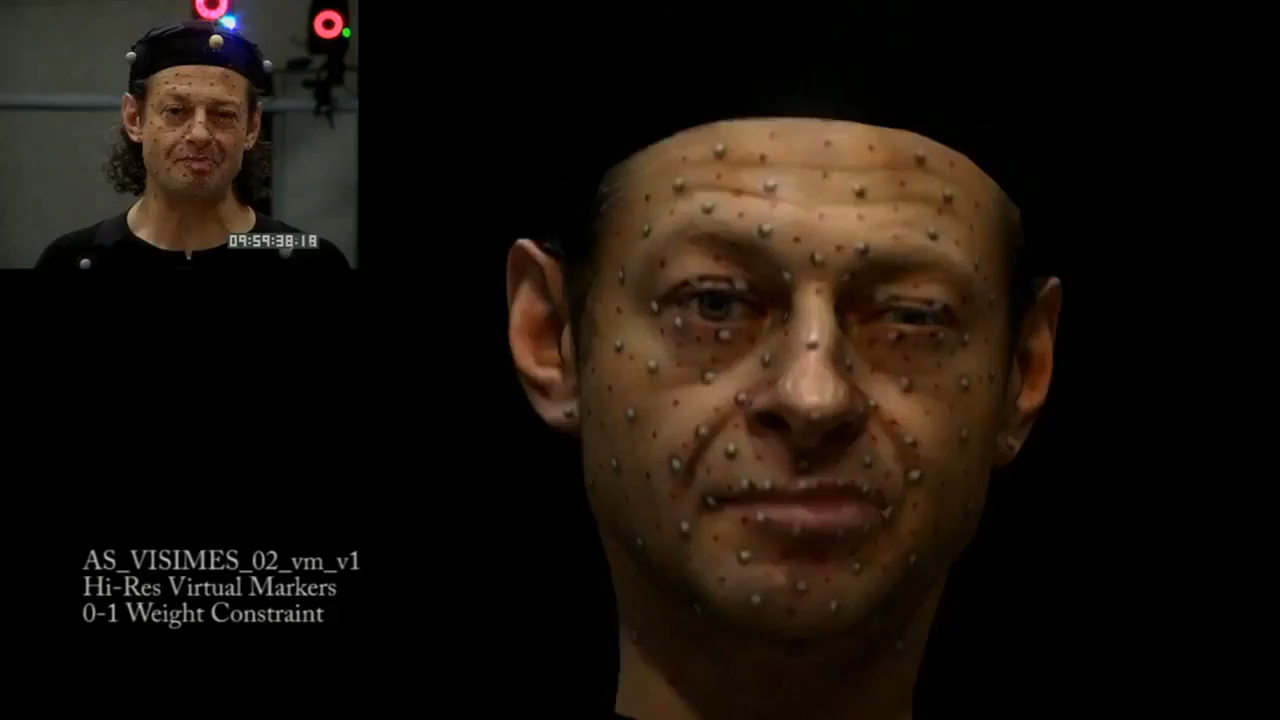 09:59:38:18
AS_VISIMES_02_vm_v1
Hi-Res Virtual Markers
0-1 Weight Constraint